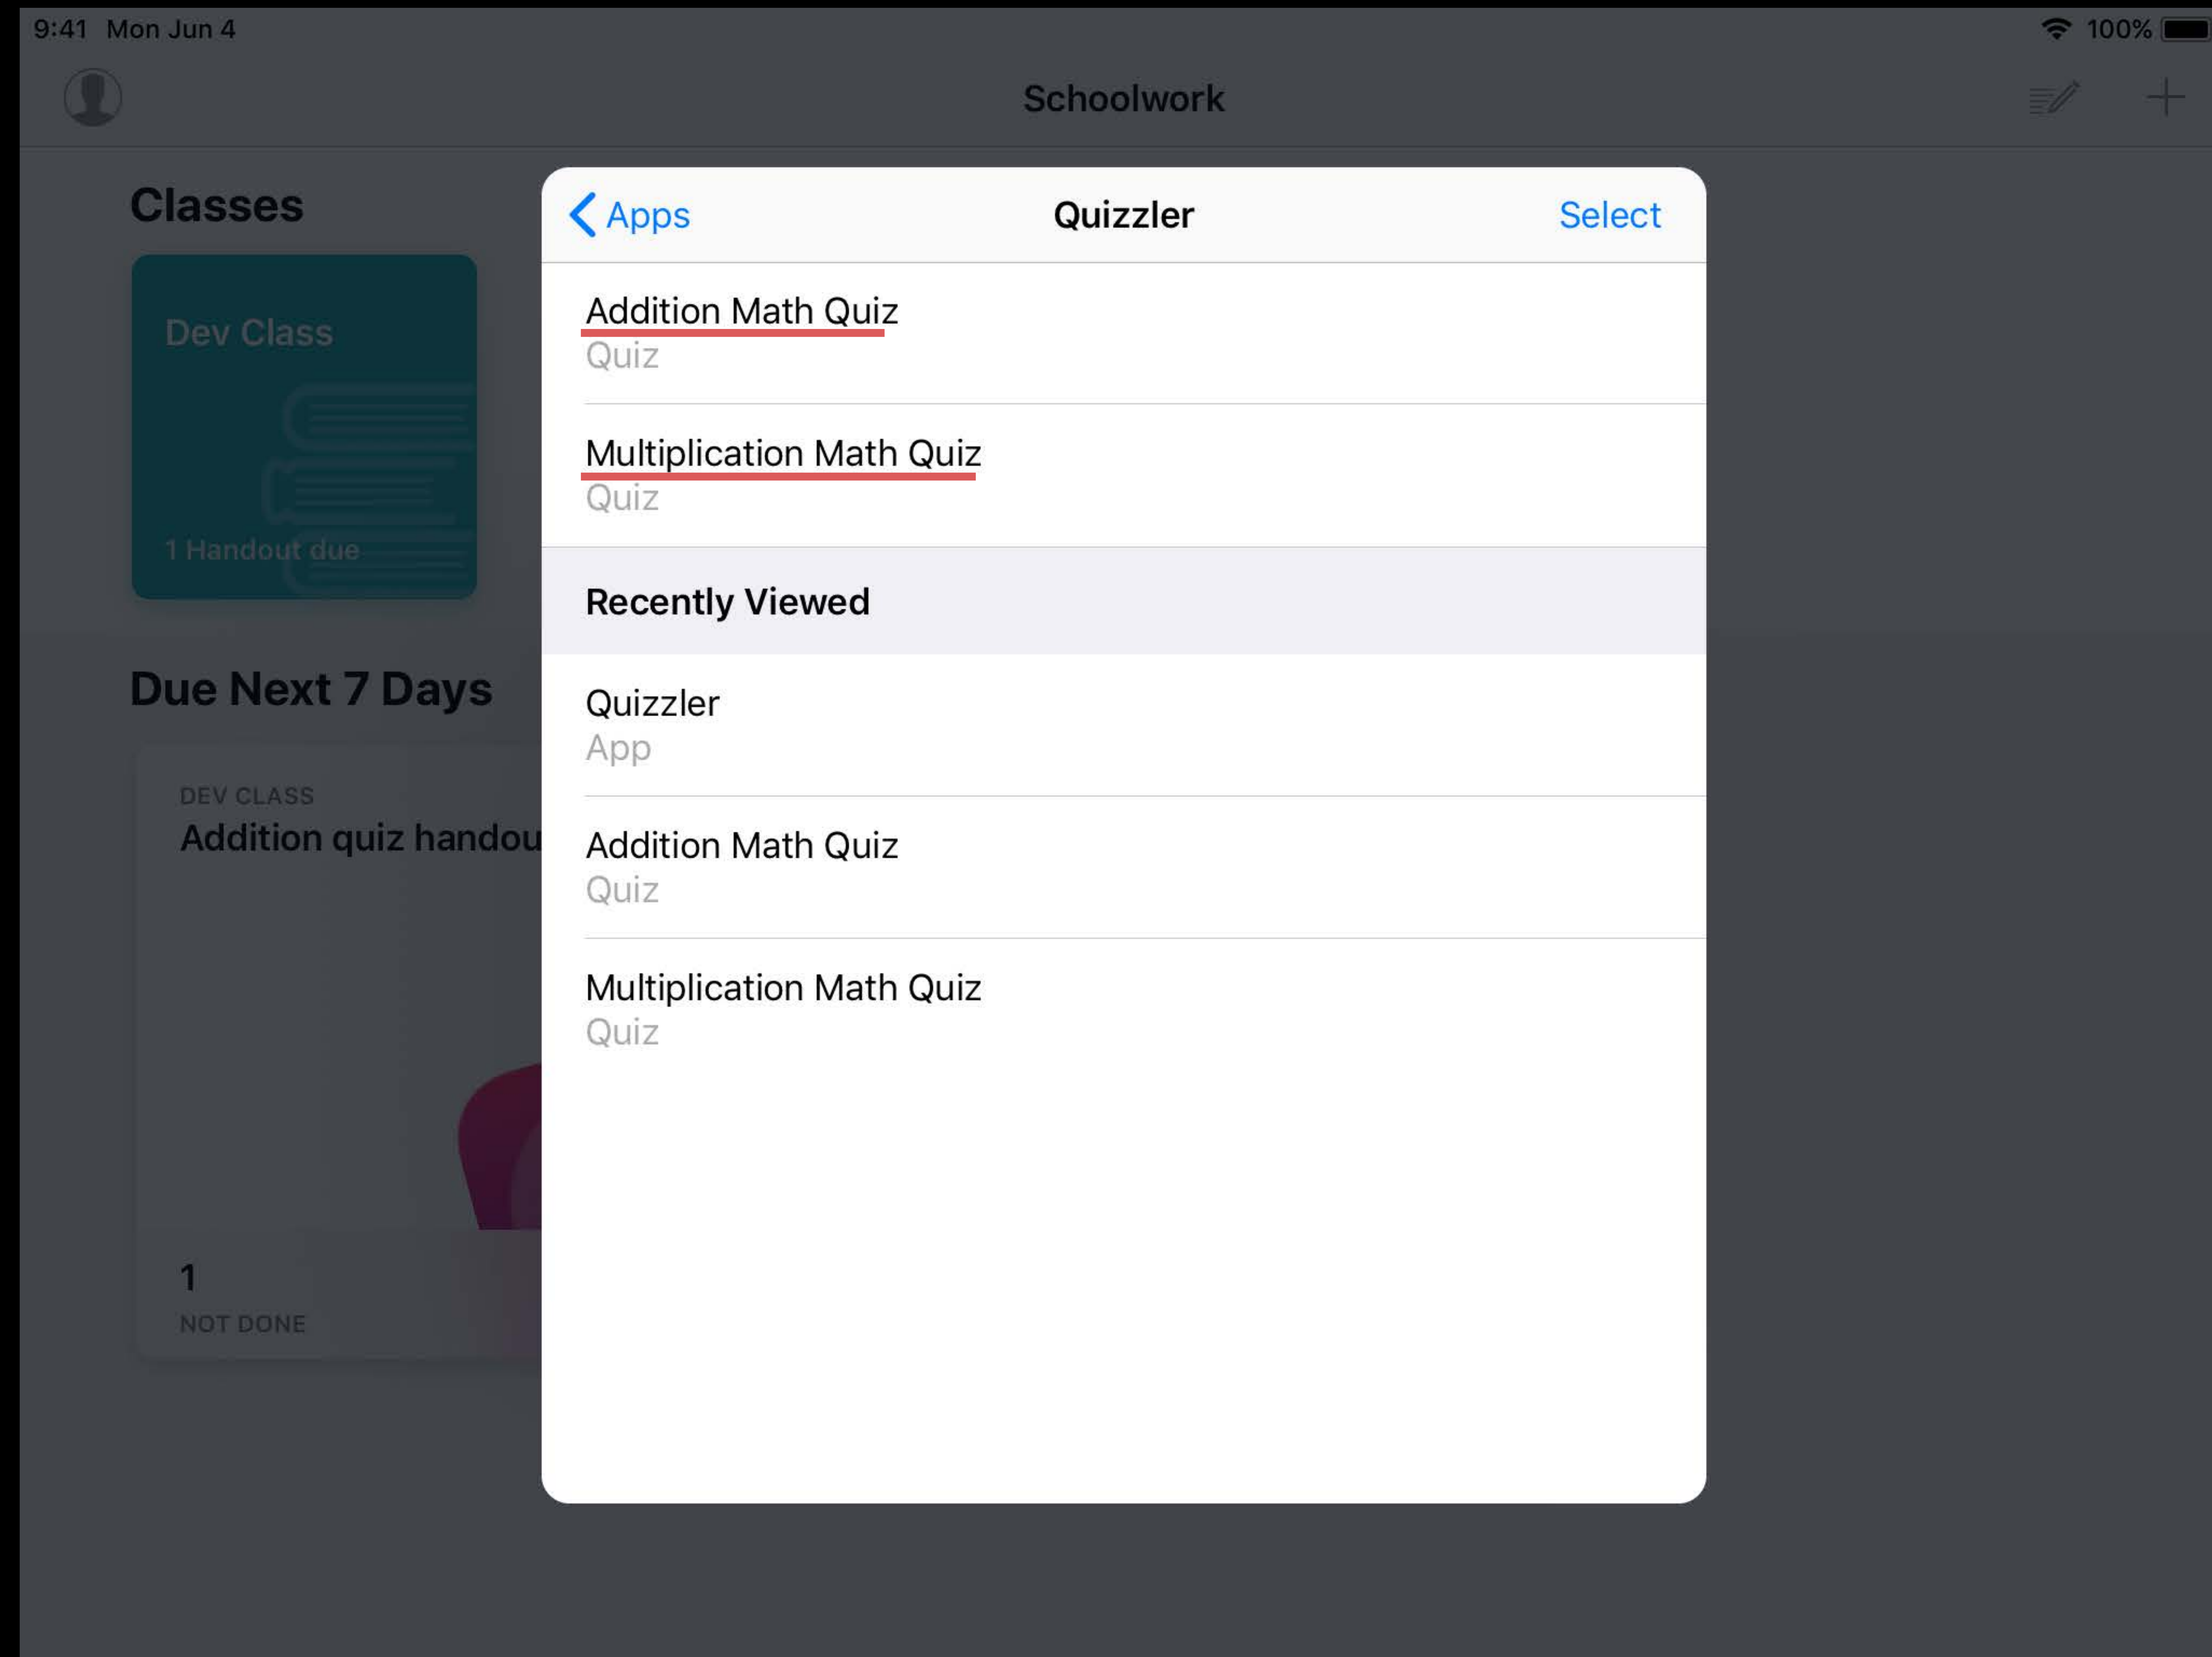 9:41 Mon Jun 4
100%
Schoolwork
Classes
Dev Class
1 Handout due
Due Next 7 Days
DEV CLASS
Addition quiz handou
1
NOT DONE
Apps
Quizzler
Select
Addition Math Quiz
Quiz
Multiplication Math Quiz
Quiz
Recently Viewed
Quizzler
App
Addition Math Quiz
Quiz
Multiplication Math Quiz
Quiz